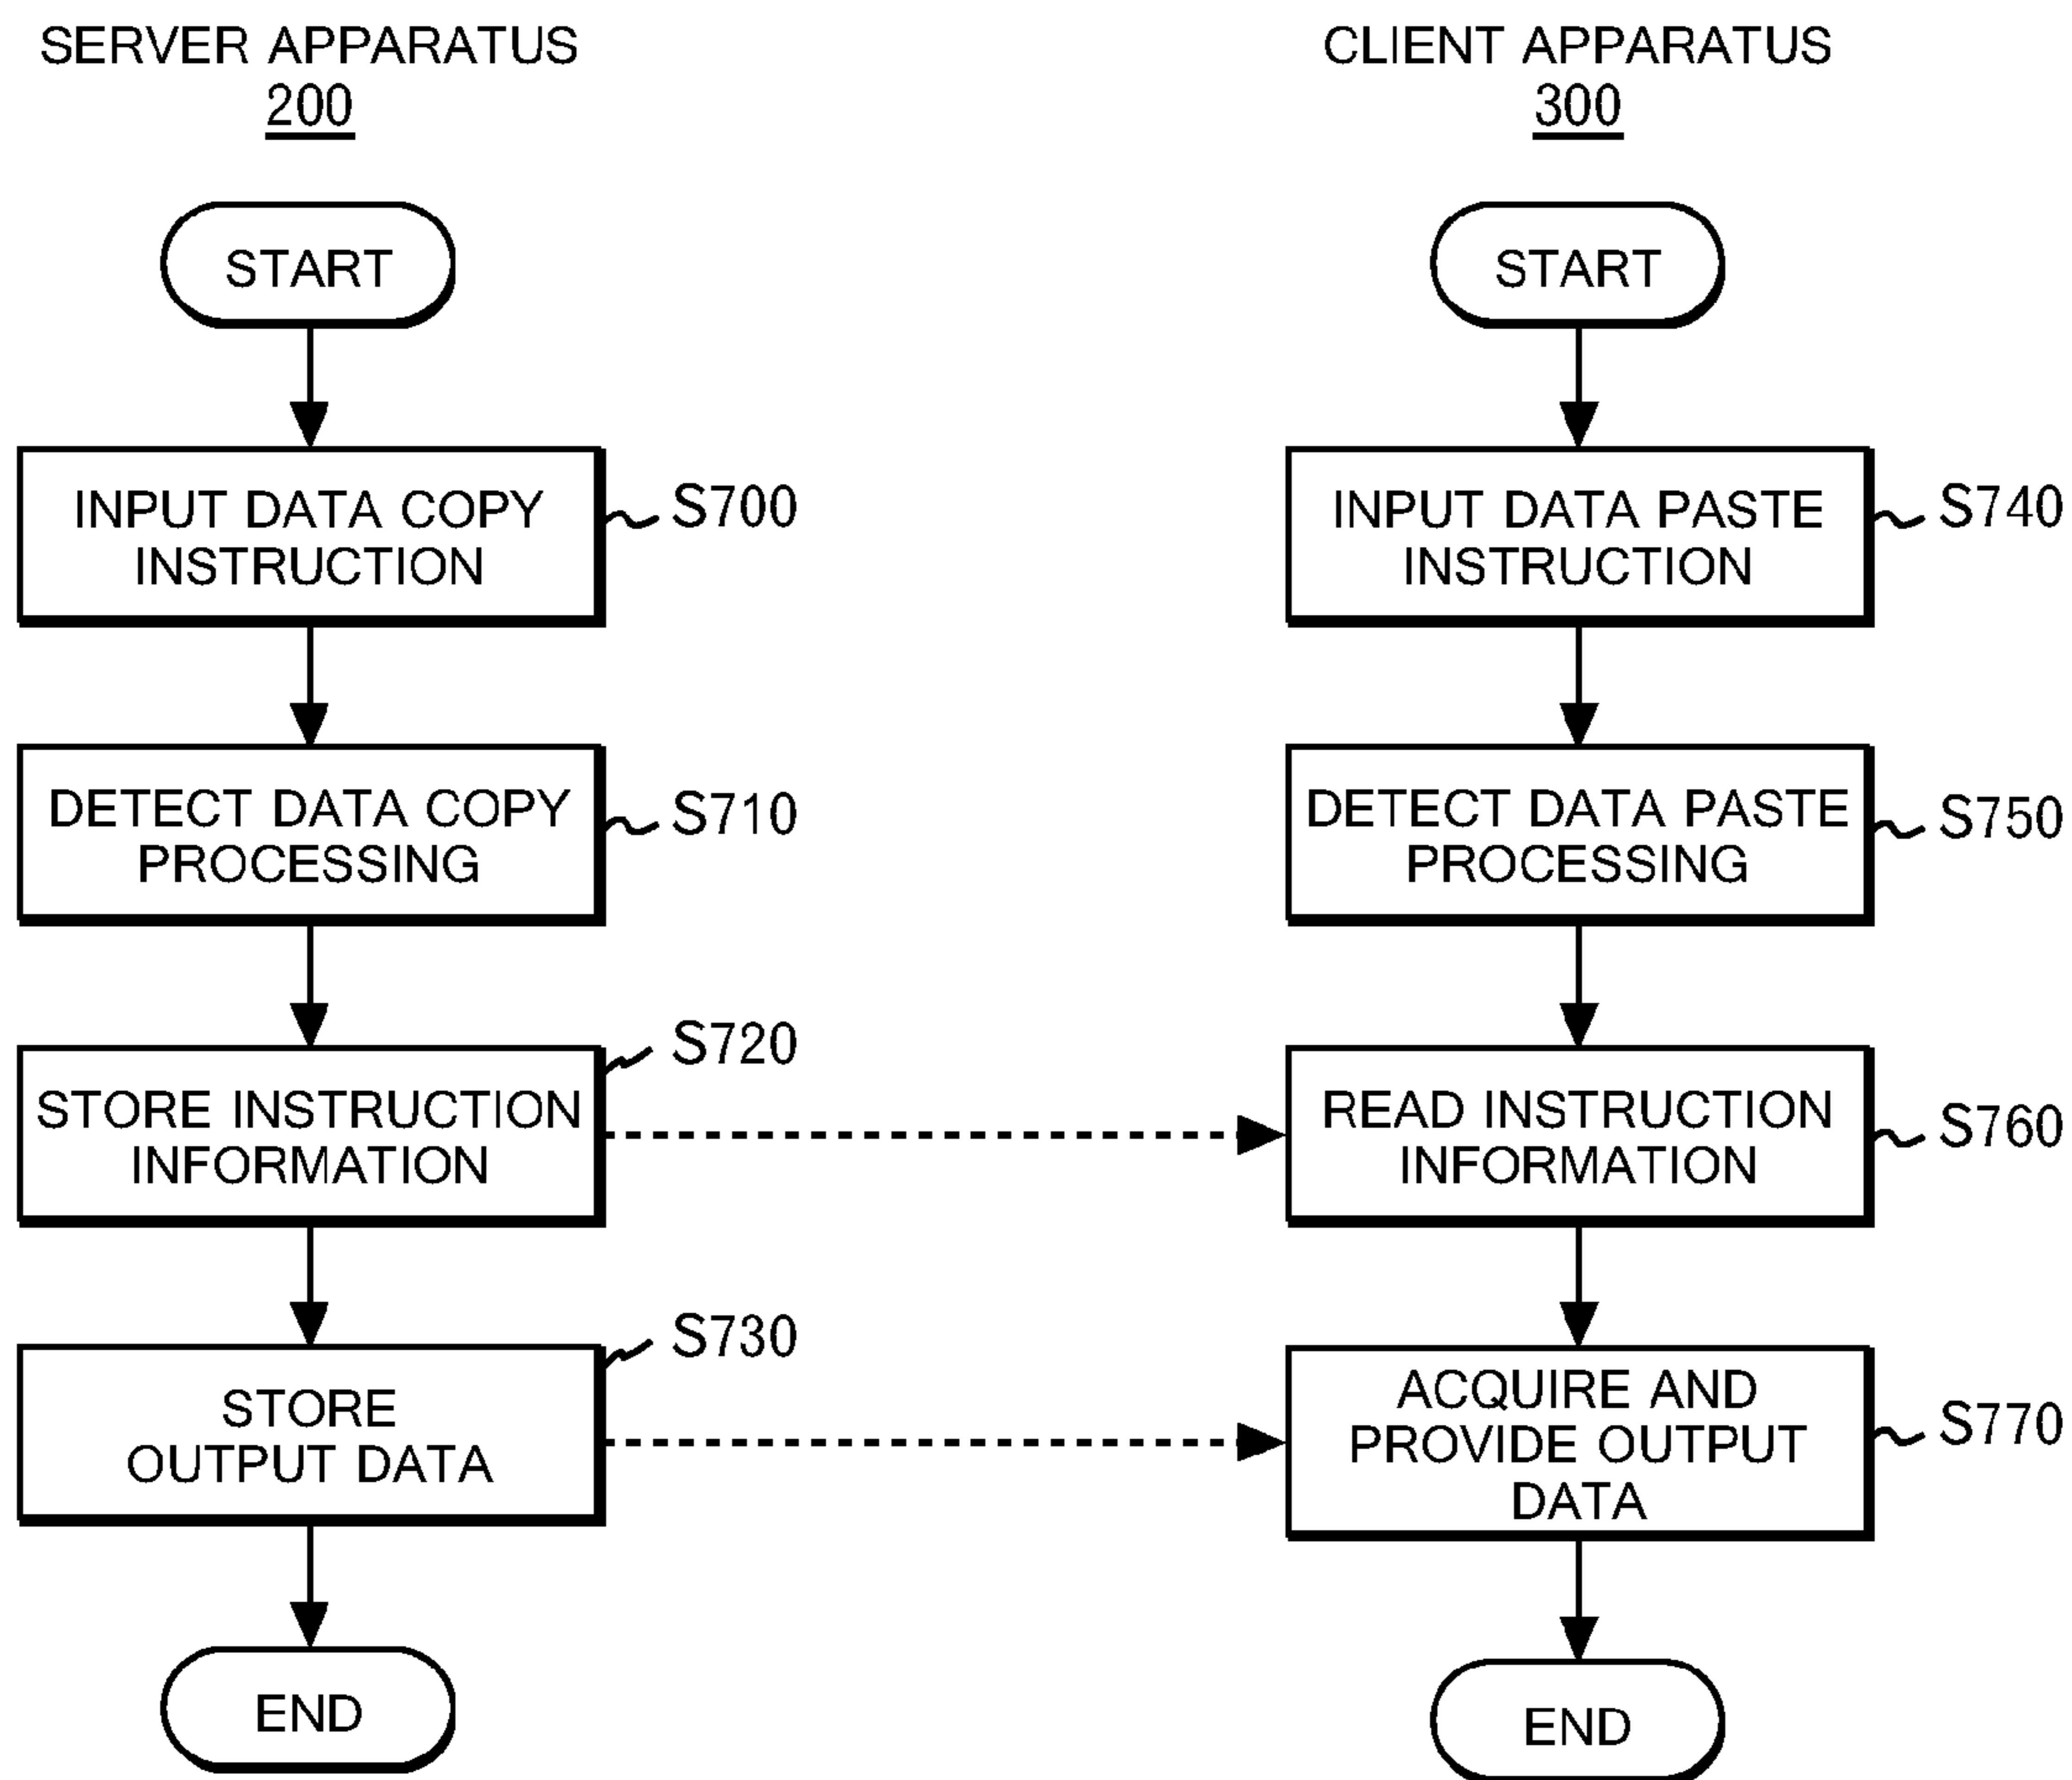 SERVER APPARATUS
200
START
INPUT DATA COPY
INSTRUCTION
S700
DETECT DATA COPY
PROCESSING
S710
STORE INSTRUCTION
INFORMATION
S720
STORE
OUTPUT DATA
S730
END
CLIENT APPARATUS
300
START
INPUT DATA PASTE
INSTRUCTION
S740
DETECT DATA PASTE
PROCESSING
S750
READ INSTRUCTION
INFORMATION
S760
ACQUIRE AND
PROVIDE OUTPUT
DATA
S770
END